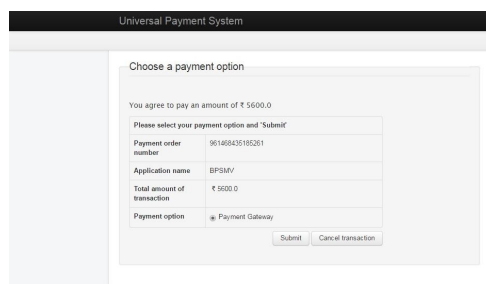 Universal Payment System
Choose a payment option
You agree to pay an amount of ₹ 5600.0
Please select your payment option and 'Submit'
Payment order number 961468435185261
Application name BPSMV
Total amount of transaction ₹ 5600.0
Payment option Payment Gateway
Submit Cancel transaction